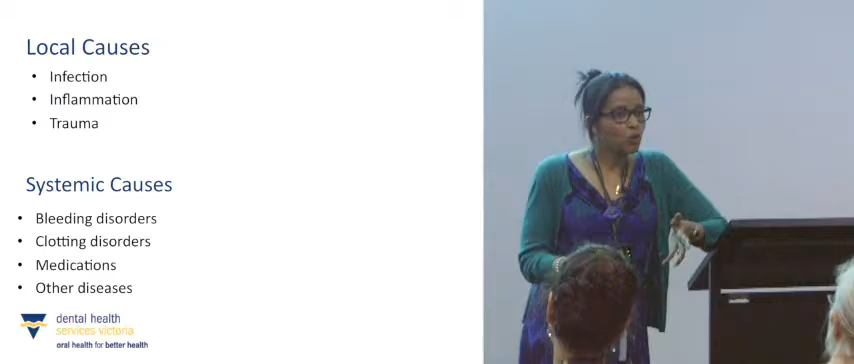 Local Causes
• Infection
• Inflammation
• Trauma
Systemic Causes
• Bleeding disorders
• Clotting disorders
• Medications
• Other diseases
dental health
services victoria
oral health for better health